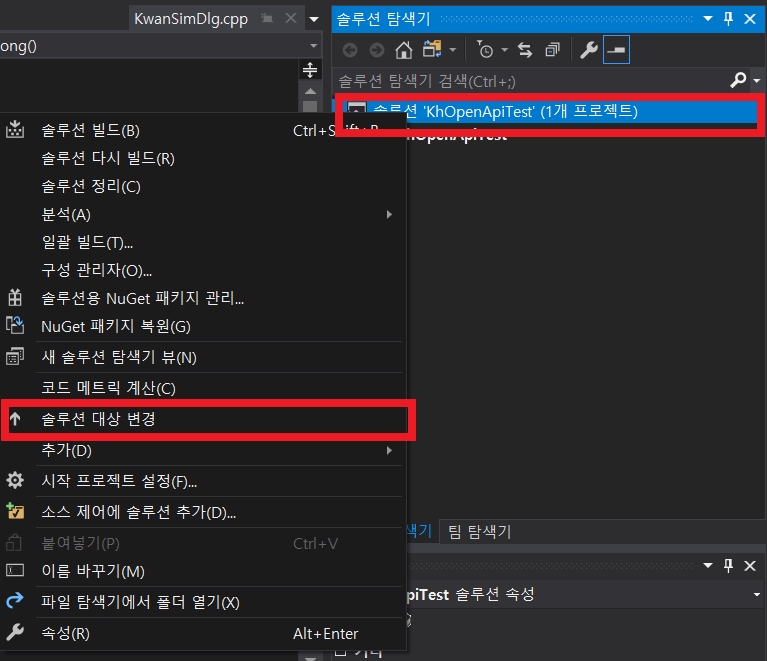 KwanSimDlg.cpp
솔루션 탐색기
ong()
솔루션 탐색기 검색(Ctrl+;)
솔루션 'KhOpenApiTest' (1개 프로젝트)
솔루션 빌드(B)
솔루션 다시 빌드(R)
솔루션 정리(C)
분석(A)
일괄 빌드(T)...
구성 관리자(O)...
솔루션용 NuGet 패키지 관리...
NuGet 패키지 복원(G)
새 솔루션 탐색기 뷰(N)
코드 메트릭 계산(C)
솔루션 대상 변경
추가(D)
시작 프로젝트 설정(F)...
소스 제어에 솔루션 추가(D)...
색기 팀 탐색기
붙여넣기(P) Ctrl+V
이름 바꾸기(M)
piTest 솔루션 속성
파일 탐색기에서 폴더 열기(X)
속성(R) Alt+Enter